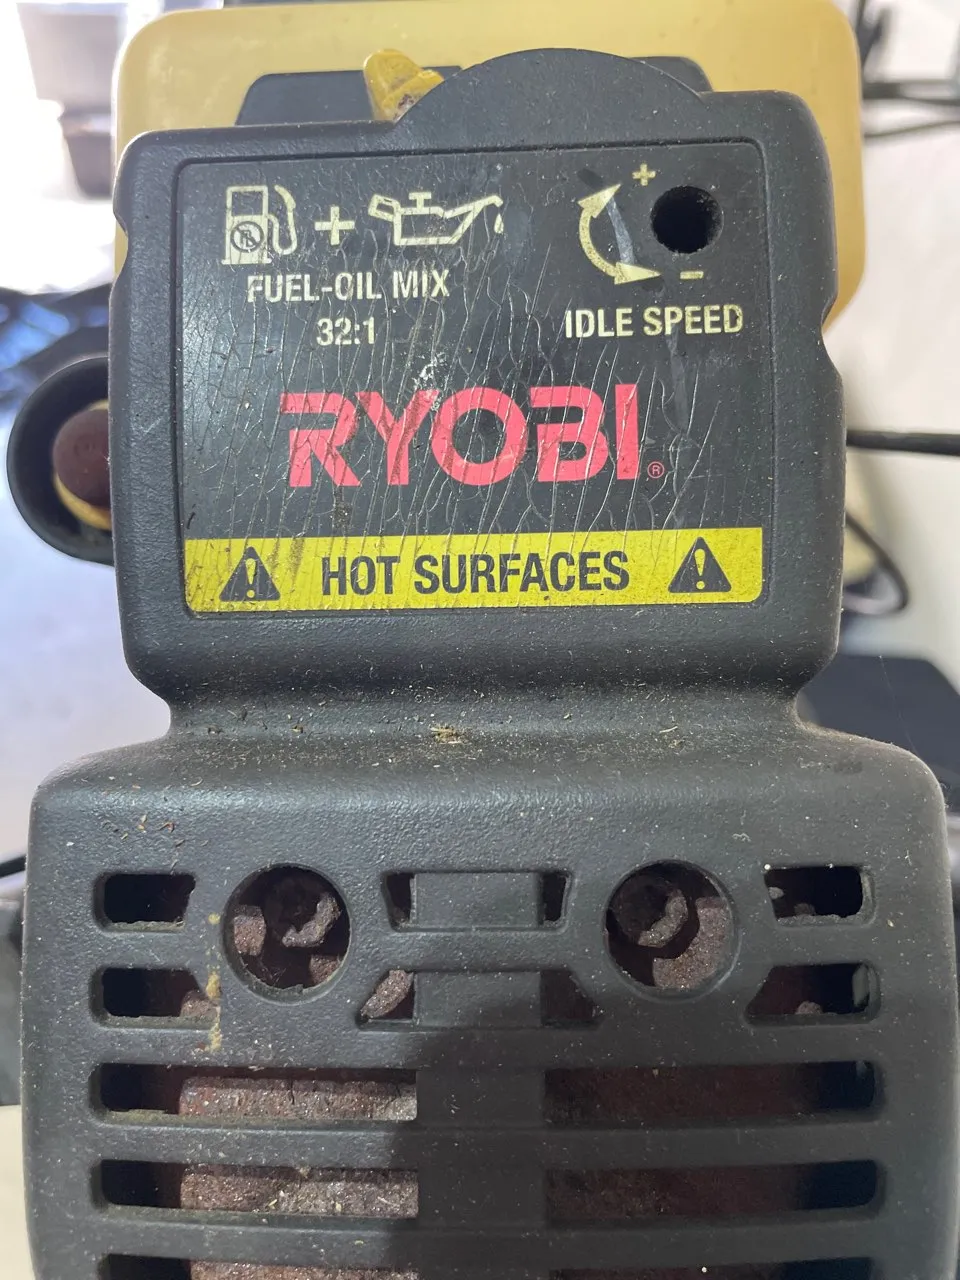 +
FUEL-OIL MIX
32:1
+
-
IDLE SPEED
RYOBI®
HOT SURFACES